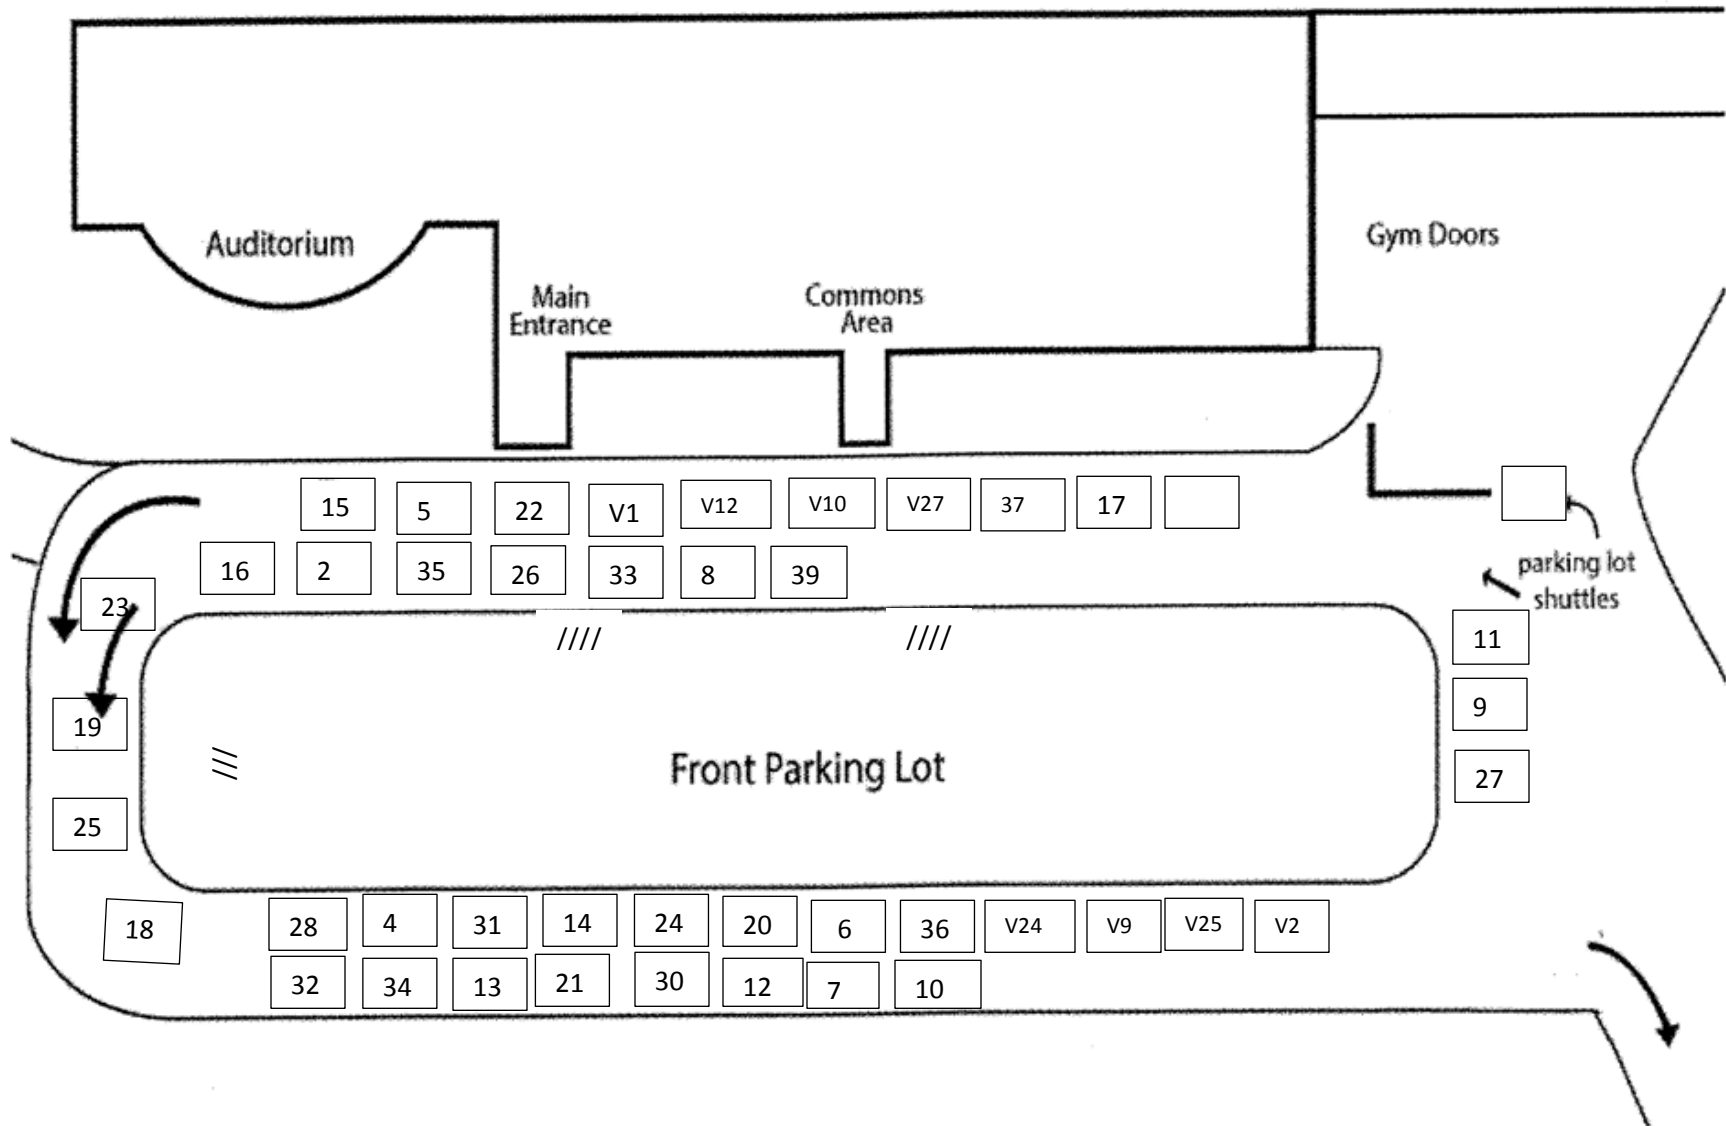 Auditorium
Gym Doors
Main
Entrance
Commons
Area
15 5 22 V1 V12 V10 V27 37 17
16 2 35 26 33 8 39
parking lot
shuttles
23
11
19
9
27
25
Front Parking Lot
18
28 4 31 14 24 20 6 36 V24 V9 V25 V2
32 34 13 21 30 12 7 10